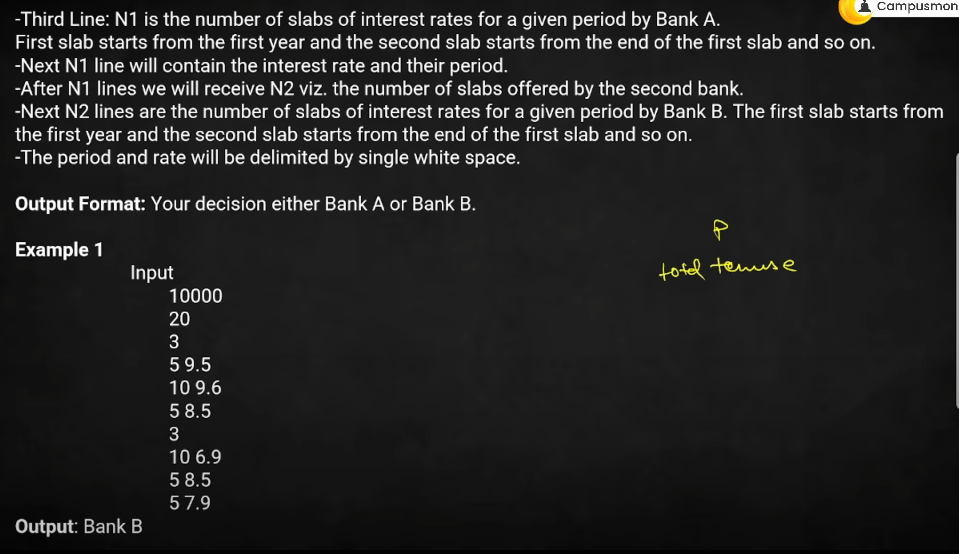 Campusmon
-Third Line: N1 is the number of slabs of interest rates for a given period by Bank A.
First slab starts from the first year and the second slab starts from the end of the first slab and so on.
-Next N1 line will contain the interest rate and their period.
-After N1 lines we will receive N2 viz. the number of slabs offered by the second bank.
-Next N2 lines are the number of slabs of interest rates for a given period by Bank B. The first slab starts from
the first year and the second slab starts from the end of the first slab and so on.
-The period and rate will be delimited by single white space.
Output Format: Your decision either Bank A or Bank B.
P
total
Example 1
Input
10000
20
3
5 9.5
10 9.6
5 8.5
3
10 6.9
5 8.5
5 7.9
Output: Bank B